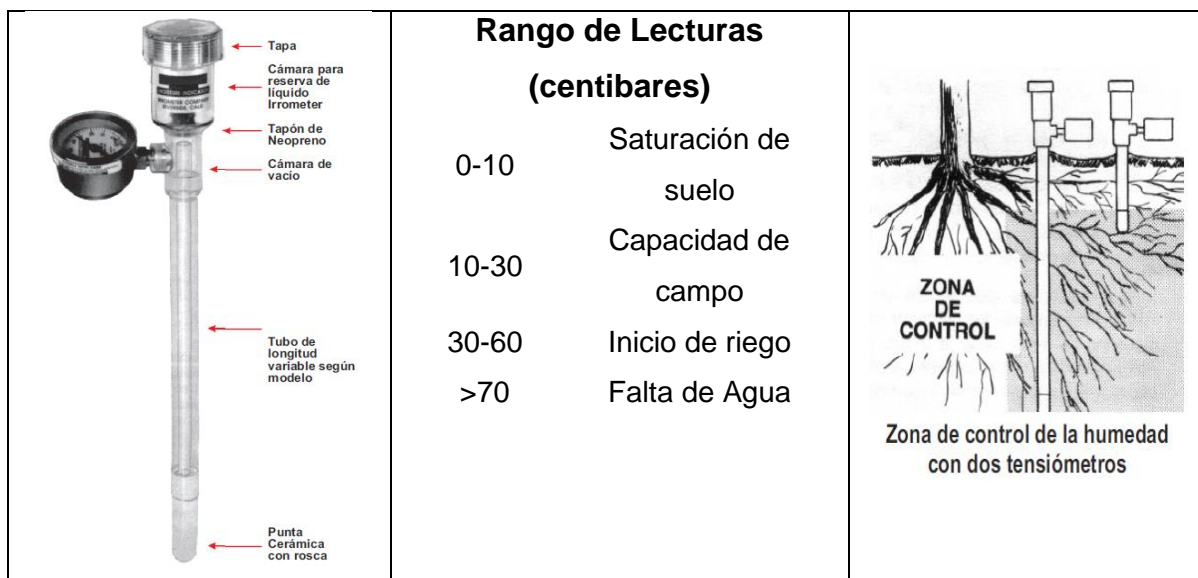 Tapa
Cámara para
reserva de
líquido
Irrometer
Tapón de
Neopreno
Cámara de
vacío
Tubo de
longitud
variable según
modelo
Punta
Cerámica
con rosca
Rango de Lecturas
(centibares)
0-10 Saturación de
suelo
10-30 Capacidad de
campo
30-60 Inicio de riego
>70 Falta de Agua
ZONA
DE
CONTROL
Zona de control de la humedad
con dos tensiómetros